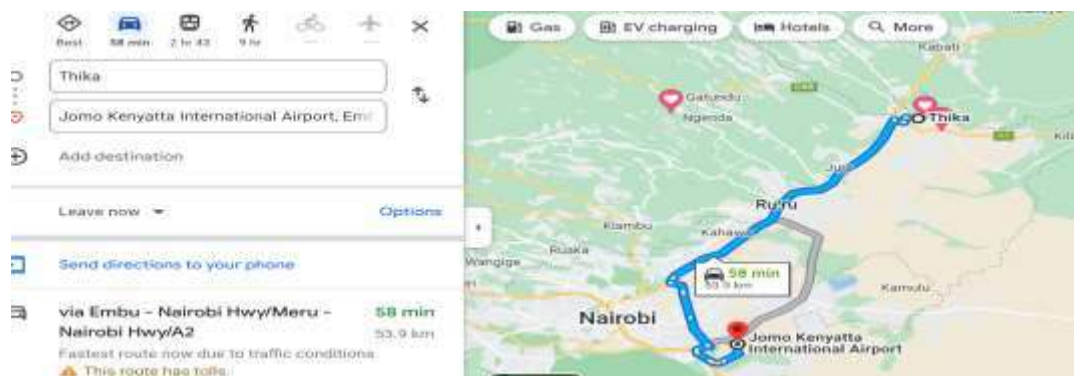 Best
58 min
2 hr 43
9 hr
Thika
Jomo Kenyatta International Airport, Em
Add destination
Leave now
Options
Send directions to your phone
via Embu - Nairobi Hwy/Meru - Nairobi Hwy/A2
58 min
53.9 km
Fastest route now due to traffic conditions
This route has tolls.
Gas
EV charging
Hotels
More
Kabati
Gatundu
Ngenda
Thika
Juja
Ruiru
Kiambu
Kahawa
Ruaka
Wangige
58 min
53.9 km
Kamulu
Nairobi
Jomo Kenyatta
International Airport